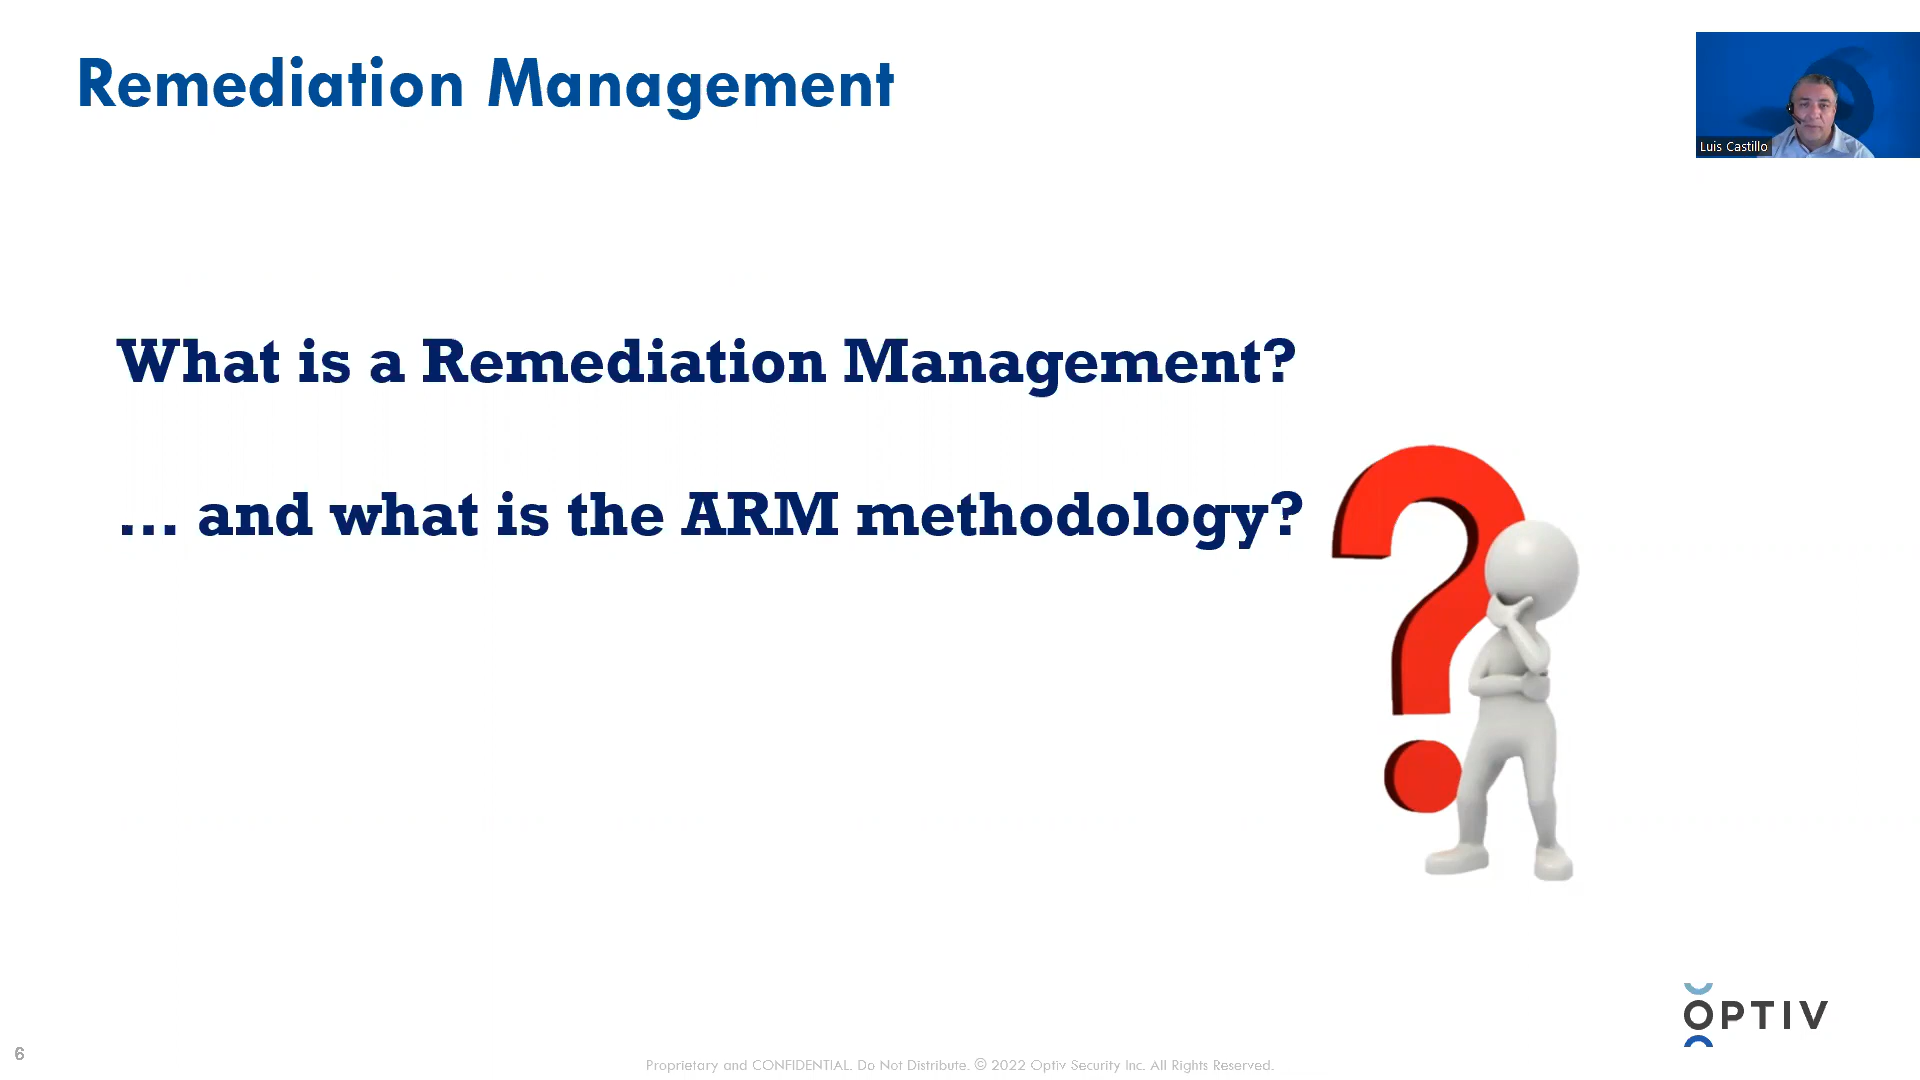 Remediation Management
Luis Castillo
What is a Remediation Management?
... and what is the ARM methodology?
OPTIV
6
Proprietary and CONFIDENTIAL. Do Not Distribute. © 2022 Optiv Security Inc. All Rights Reserved.